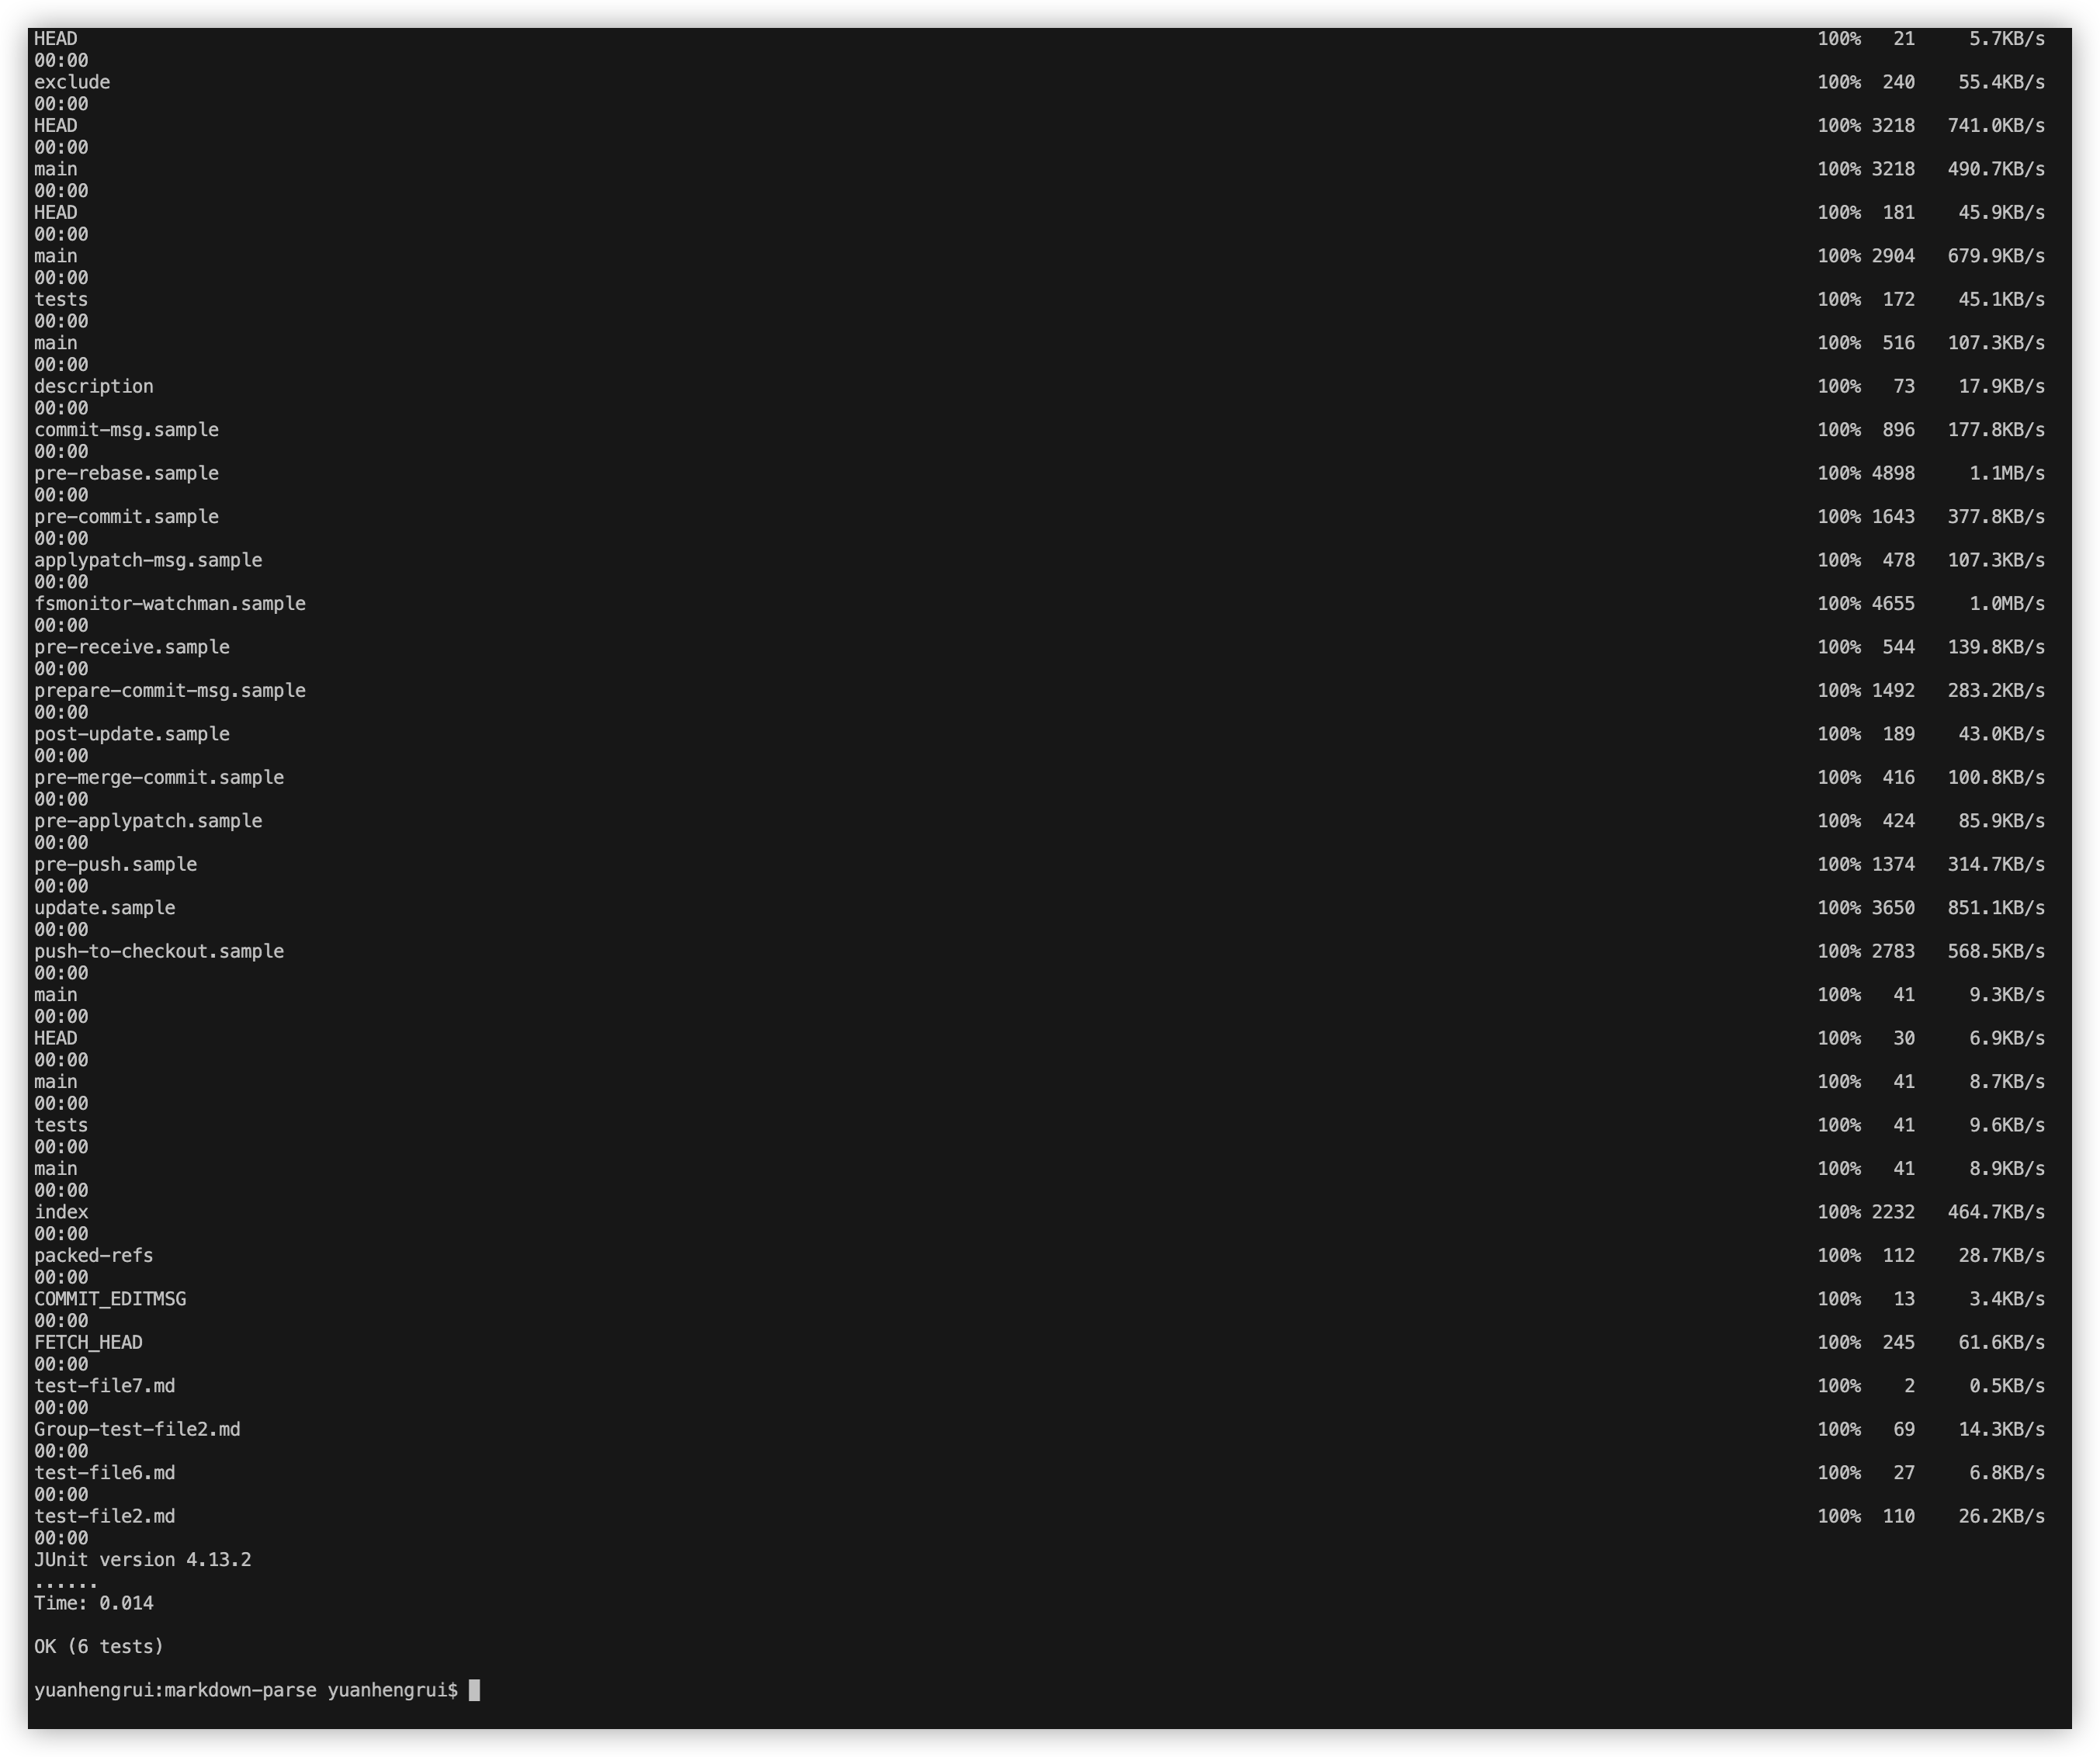 HEAD 100% 21 5.7KB/s
00:00
exclude 100% 240 55.4KB/s
00:00
HEAD 100% 3218 741.0KB/s
00:00
main 100% 3218 490.7KB/s
00:00
HEAD 100% 181 45.9KB/s
00:00
main 100% 2904 679.9KB/s
00:00
tests 100% 172 45.1KB/s
00:00
main 100% 516 107.3KB/s
00:00
description 100% 73 17.9KB/s
00:00
commit-msg.sample 100% 896 177.8KB/s
00:00
pre-rebase.sample 100% 4898 1.1MB/s
00:00
pre-commit.sample 100% 1643 377.8KB/s
00:00
applypatch-msg.sample 100% 478 107.3KB/s
00:00
fsmonitor-watchman.sample 100% 4655 1.0MB/s
00:00
pre-receive.sample 100% 544 139.8KB/s
00:00
prepare-commit-msg.sample 100% 1492 283.2KB/s
00:00
post-update.sample 100% 189 43.0KB/s
00:00
pre-merge-commit.sample 100% 416 100.8KB/s
00:00
pre-applypatch.sample 100% 424 85.9KB/s
00:00
pre-push.sample 100% 1374 314.7KB/s
00:00
update.sample 100% 3650 851.1KB/s
00:00
push-to-checkout.sample 100% 2783 568.5KB/s
00:00
main 100% 41 9.3KB/s
00:00
HEAD 100% 30 6.9KB/s
00:00
main 100% 41 8.7KB/s
00:00
tests 100% 41 9.6KB/s
00:00
main 100% 41 8.9KB/s
00:00
index 100% 2232 464.7KB/s
00:00
packed-refs 100% 112 28.7KB/s
00:00
COMMIT_EDITMSG 100% 13 3.4KB/s
00:00
FETCH_HEAD 100% 245 61.6KB/s
00:00
test-file7.md 100% 2 0.5KB/s
00:00
Group-test-file2.md 100% 69 14.3KB/s
00:00
test-file6.md 100% 27 6.8KB/s
00:00
test-file2.md 100% 110 26.2KB/s
00:00
JUnit version 4.13.2
......
Time: 0.014
OK (6 tests)
yuanhengrui:markdown-parse yuanhengrui$